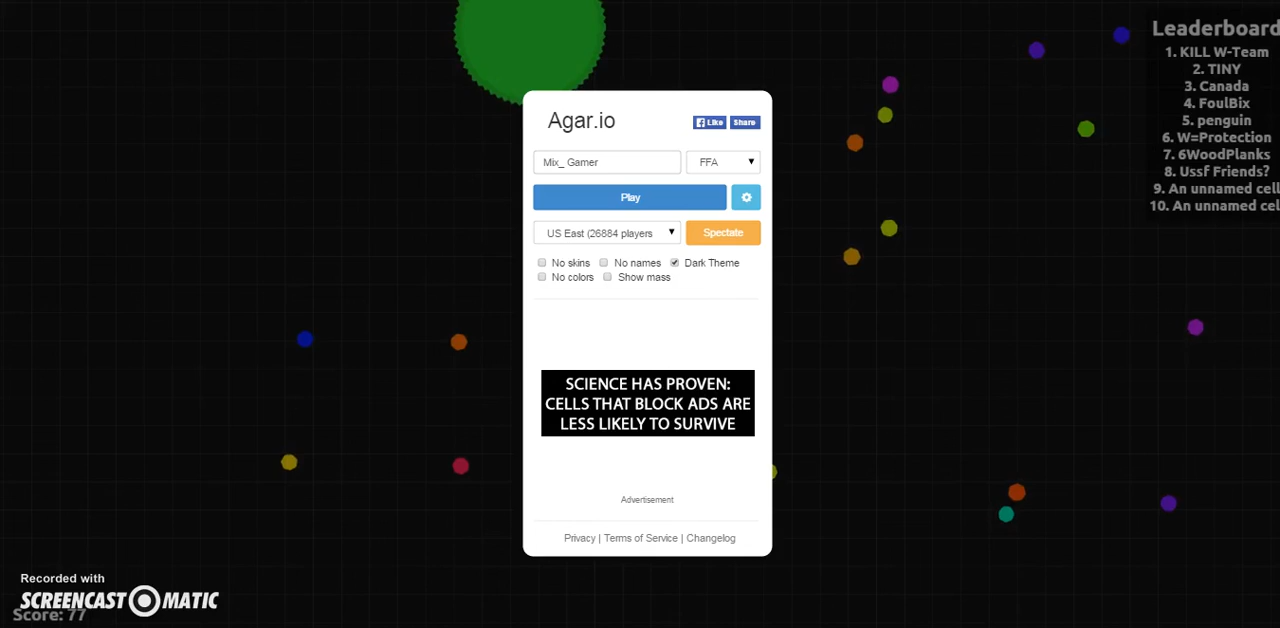 Leaderboard
1. KILL W-Team
2. TINY
3. Canada
4. FoulBix
5. penguin
6. W=Protection
7. 6WoodPlanks
8. Ussf Friends?
9. An unnamed cell
10. An unnamed cel
Agar.io
Like Share
Mix_ Gamer FFA
Play
US East (26884 players Spectate
No skins No names Dark Theme
No colors Show mass
SCIENCE HAS PROVEN:
CELLS THAT BLOCK ADS ARE
LESS LIKELY TO SURVIVE
Advertisement
Privacy | Terms of Service | Changelog
Recorded with
SCREENCAST MATIC
Score: 77